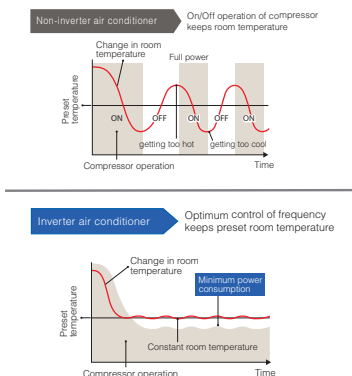 Non-inverter air conditioner
On/Off operation of compressor
keeps room temperature
Change in room
temperature
Full power
Preset
temperature
ON OFF ON OFF ON
getting too hot getting too cool
Compressor operation
Time
Inverter air conditioner
Optimum control of frequency
keeps preset room temperature
Change in room
temperature
Minimum power
consumption
Preset
temperature
Constant room temperature
Compressor operation
Time